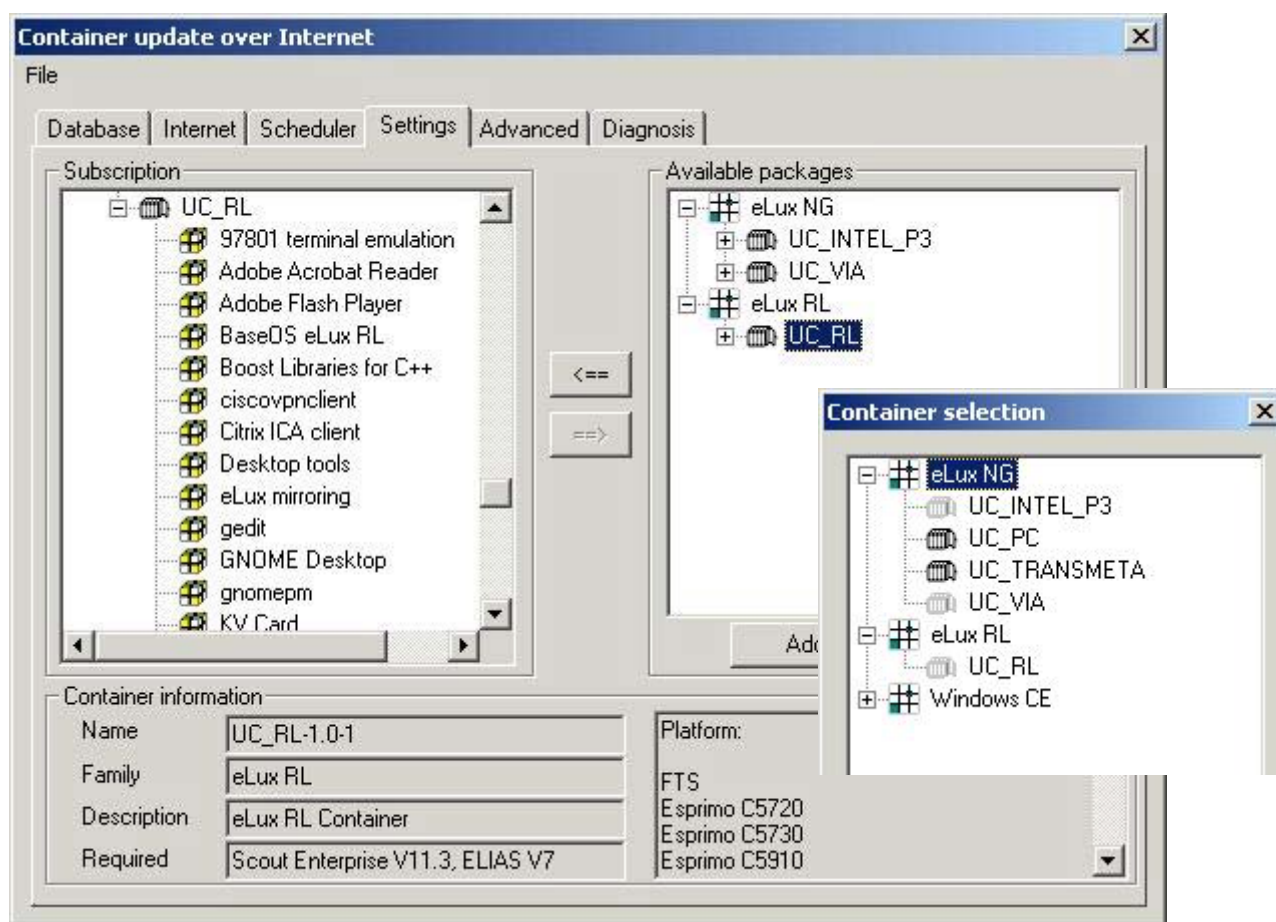 Container update over Internet
File
Database
Internet
Scheduler
Settings
Advanced
Diagnosis
Subscription
UC_RL
97801 terminal emulation
Adobe Acrobat Reader
Adobe Flash Player
BaseOS eLux RL
Boost Libraries for C++
ciscovpnclient
Citrix ICA client
Desktop tools
eLux mirroring
gedit
GNOME Desktop
gnomepm
KV Card
<==
==>
Available packages
eLux NG
UC_INTEL_P3
UC_VIA
eLux RL
UC_RL
Container selection
eLux NG
UC_INTEL_P3
UC_PC
UC_TRANSMETA
UC_VIA
eLux RL
UC_RL
Windows CE
Container information
Name
UC_RL-1.0-1
Family
eLux RL
Description
eLux RL Container
Required
Scout Enterprise V11.3, ELIAS V7
Platform:
FTS
Esprimo C5720
Esprimo C5730
Esprimo C5910